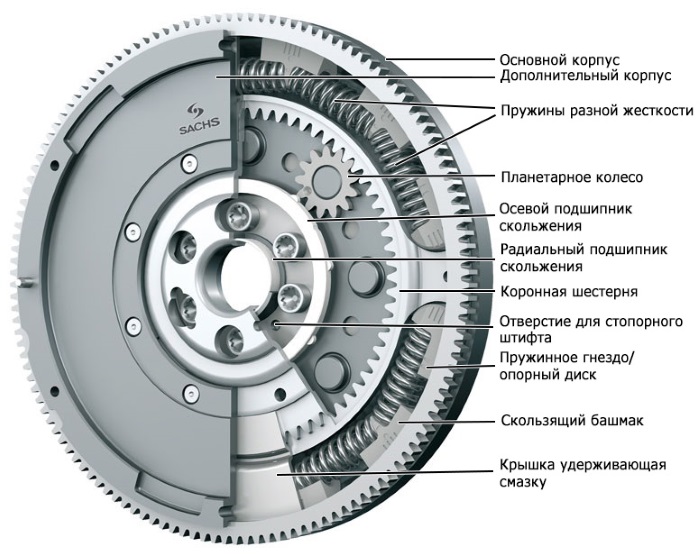 Основной корпус
Дополнительный корпус
Пружины разной жесткости
SACHS
Планетарное колесо
Осевой подшипник
скольжения
Радиальный подшипник
скольжения
Коронная шестерня
Отверстие для стопорного
штифта
Пружинное гнездо/
опорный диск
Скользящий башмак
Крышка удерживающая
смазку